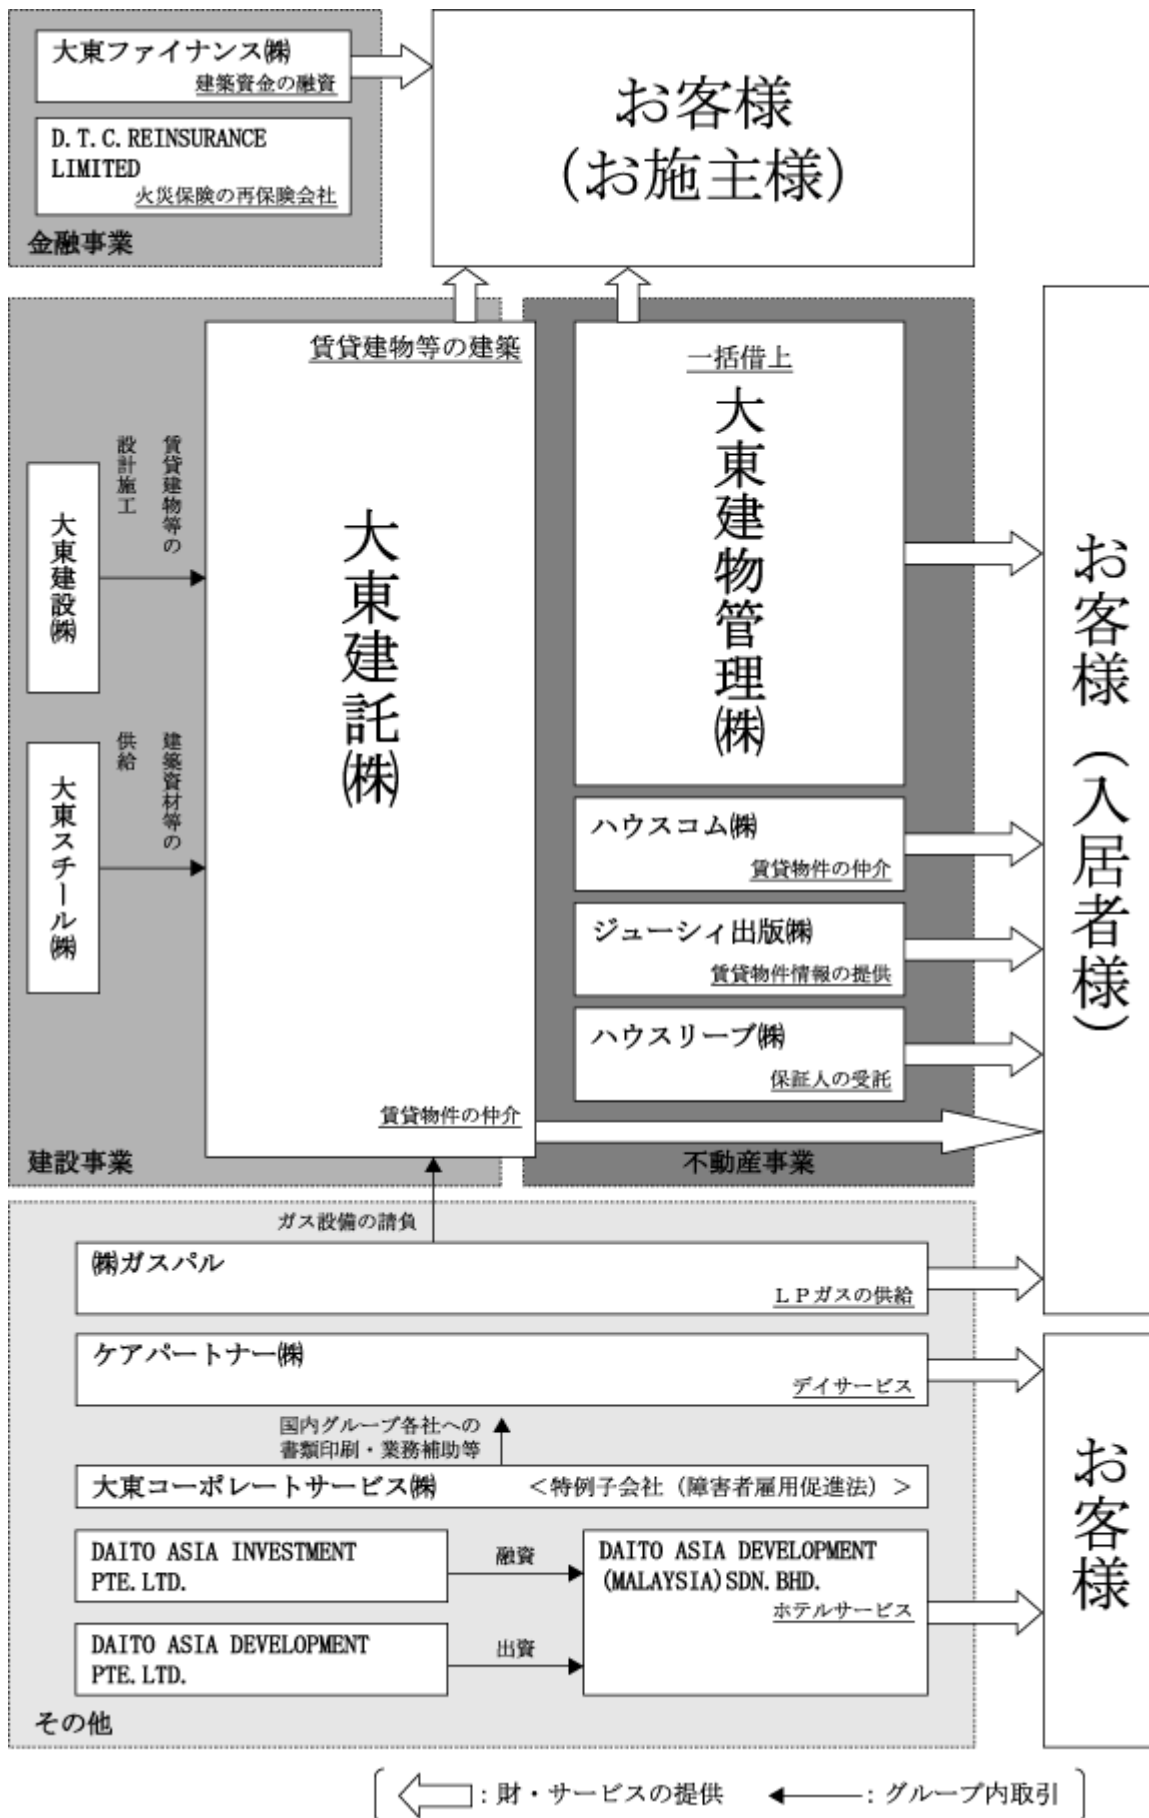 大東ファイナンス㈱
建築資金の融資
D.T.C.REINSURANCE
LIMITED
火災保険の再保険会社
金融事業
お客様
（お施主様）
賃貸建物等の建築
大東建託㈱
賃貸物件の仲介
賃貸建物等の
設計施工
大東建設㈱
建築資材等の
供給
大東スチール㈱
建設事業
一括借上
大東建物管理㈱
ハウスコム㈱
賃貸物件の仲介
ジューシィ出版㈱
賃貸物件情報の提供
ハウスリーブ㈱
保証人の受託
不動産事業
お客様（入居者様）
ガス設備の請負
㈱ガスパル
ＬＰガスの供給
ケアパートナー㈱
デイサービス
国内グループ各社への
書類印刷・業務補助等
大東コーポレートサービス㈱　＜特例子会社（障害者雇用促進法）＞
DAITO ASIA INVESTMENT
PTE.LTD.
融資
DAITO ASIA DEVELOPMENT
(MALAYSIA)SDN.BHD.
ホテルサービス
DAITO ASIA DEVELOPMENT
PTE.LTD.
出資
その他
お客様
：財・サービスの提供　：グループ内取引